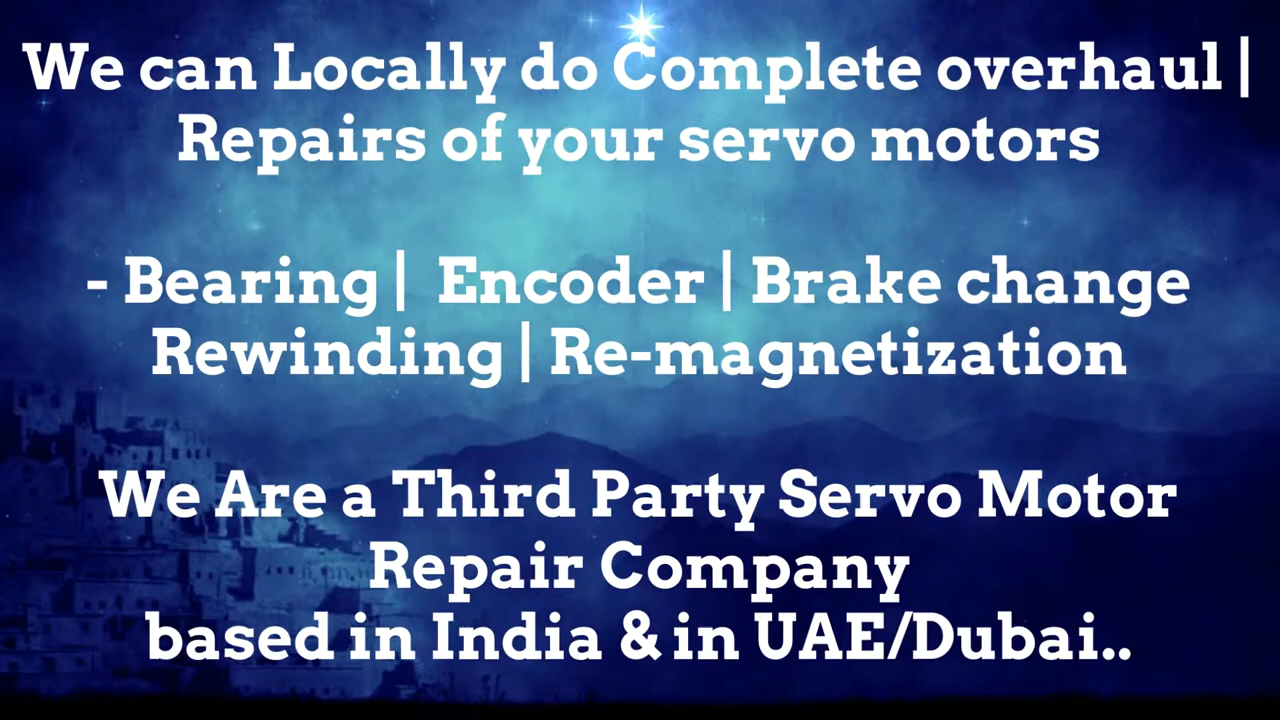 We can Locally do Complete overhaul |
Repairs of your servo motors
- Bearing | Encoder | Brake change
Rewinding | Re-magnetization
We Are a Third Party Servo Motor
Repair Company
based in India & in UAE/Dubai..